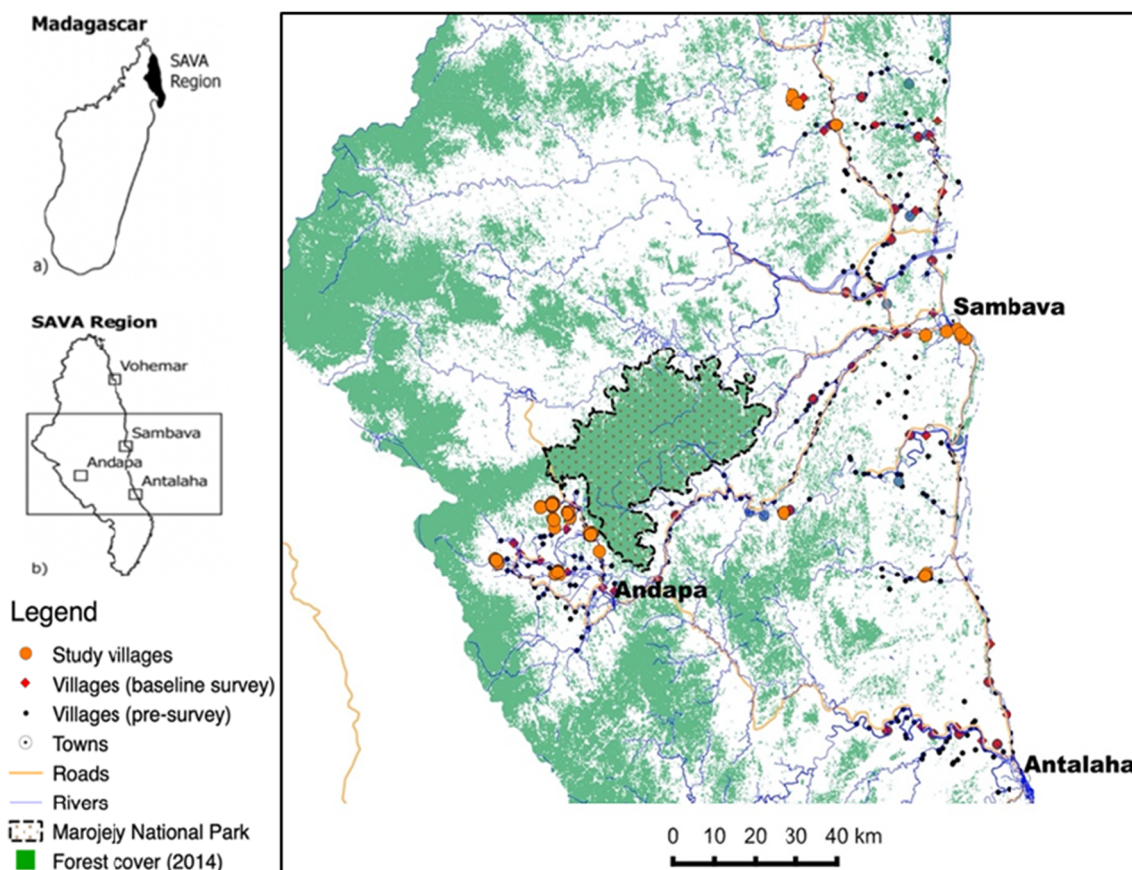 Madagascar
SAVA
Region
a)
SAVA Region
Vohemar
Sambava
Andapa
Antalaha
b)
Legend
Study villages
Villages (baseline survey)
Villages (pre-survey)
Towns
Roads
Rivers
Marojejy National Park
Forest cover (2014)
Sambava
Andapa
Antalaha
0 10 20 30 40 km